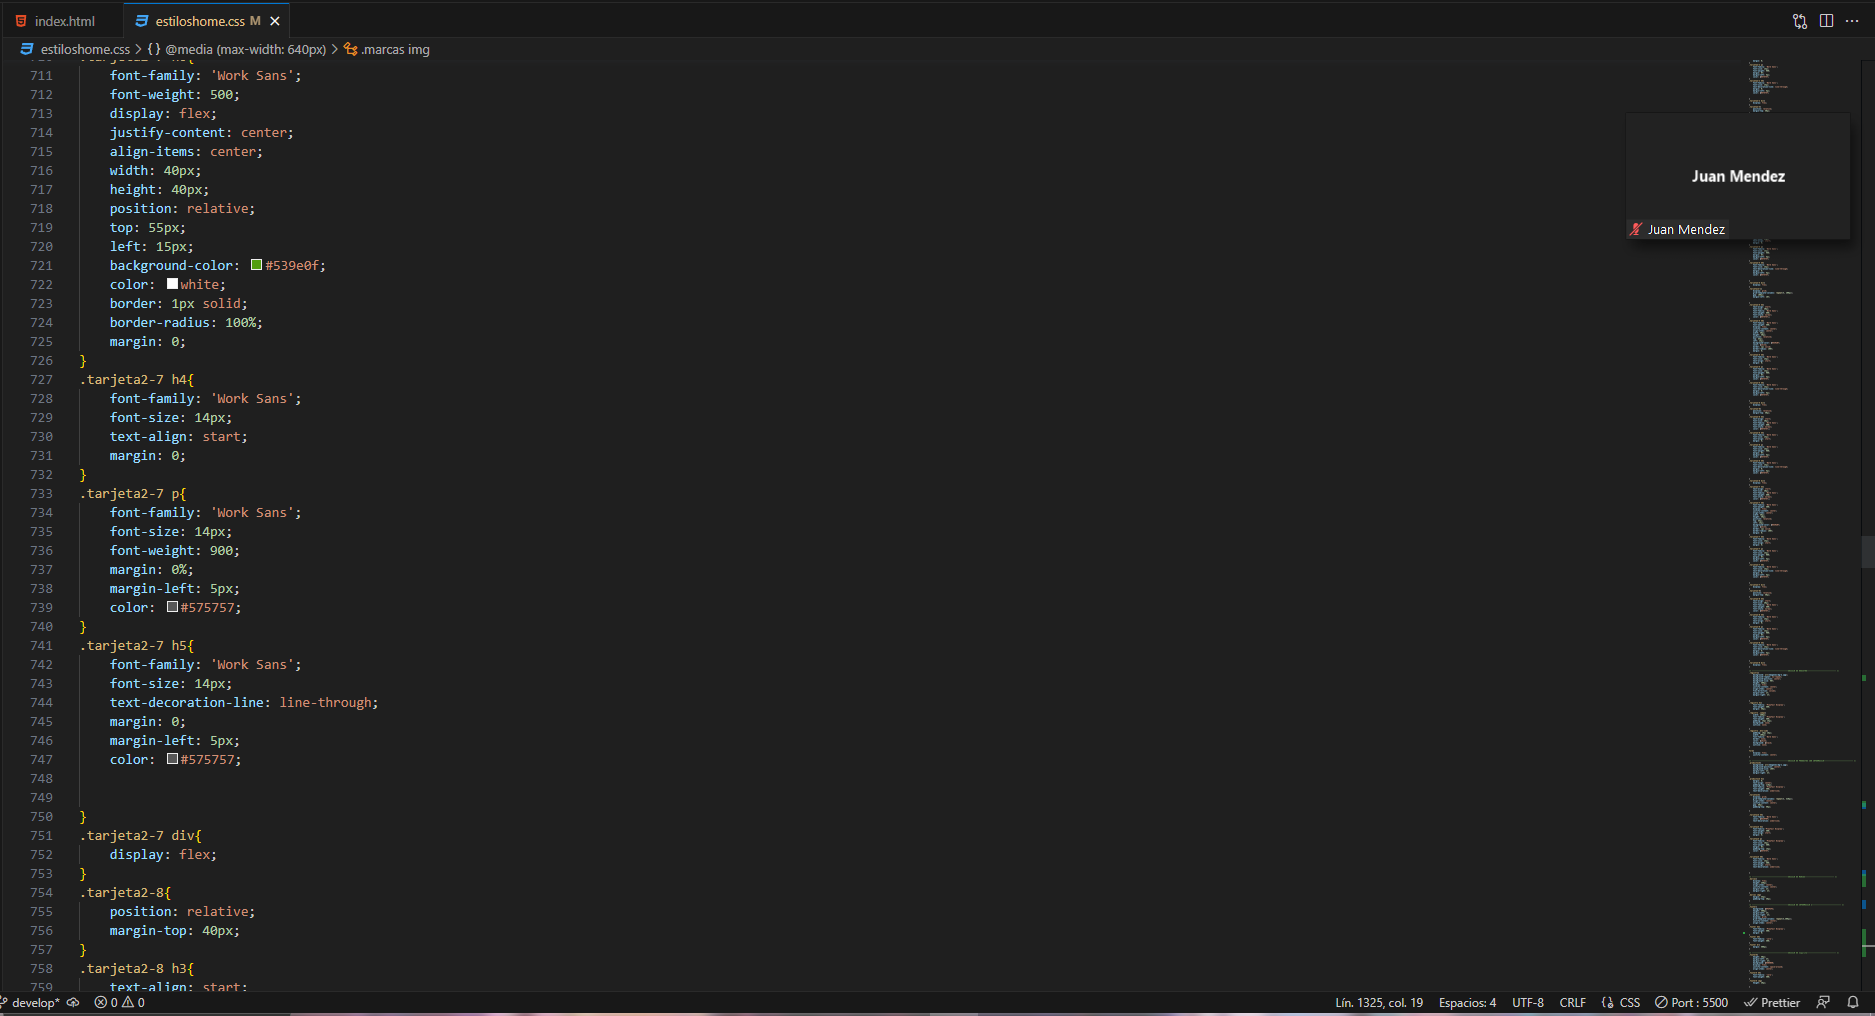 index.html
estiloshome.css M
estiloshome.css > {} @media (max-width: 640px) > .marcas img
711 font-family: 'Work Sans';
712 font-weight: 500;
713 display: flex;
714 justify-content: center;
715 align-items: center;
716 width: 40px;
717 height: 40px;
718 position: relative;
719 top: 55px;
720 left: 15px;
721 background-color: #539e0f;
722 color: white;
723 border: 1px solid;
724 border-radius: 100%;
725 margin: 0;
726 }
727 .tarjeta2-7 h4{
728 font-family: 'Work Sans';
729 font-size: 14px;
730 text-align: start;
731 margin: 0;
732 }
733 .tarjeta2-7 p{
734 font-family: 'Work Sans';
735 font-size: 14px;
736 font-weight: 900;
737 margin: 0%;
738 margin-left: 5px;
739 color: #575757;
740 }
741 .tarjeta2-7 h5{
742 font-family: 'Work Sans';
743 font-size: 14px;
744 text-decoration-line: line-through;
745 margin: 0;
746 margin-left: 5px;
747 color: #575757;
748
749
750 }
751 .tarjeta2-7 div{
752 display: flex;
753 }
754 .tarjeta2-8{
755 position: relative;
756 margin-top: 40px;
757 }
758 .tarjeta2-8 h3{
759 text-align: start;
Juan Mendez
Juan Mendez
develop* 0 0 Lín. 1325, col. 19 Espacios: 4 UTF-8 CRLF {} CSS Port : 5500 Prettier